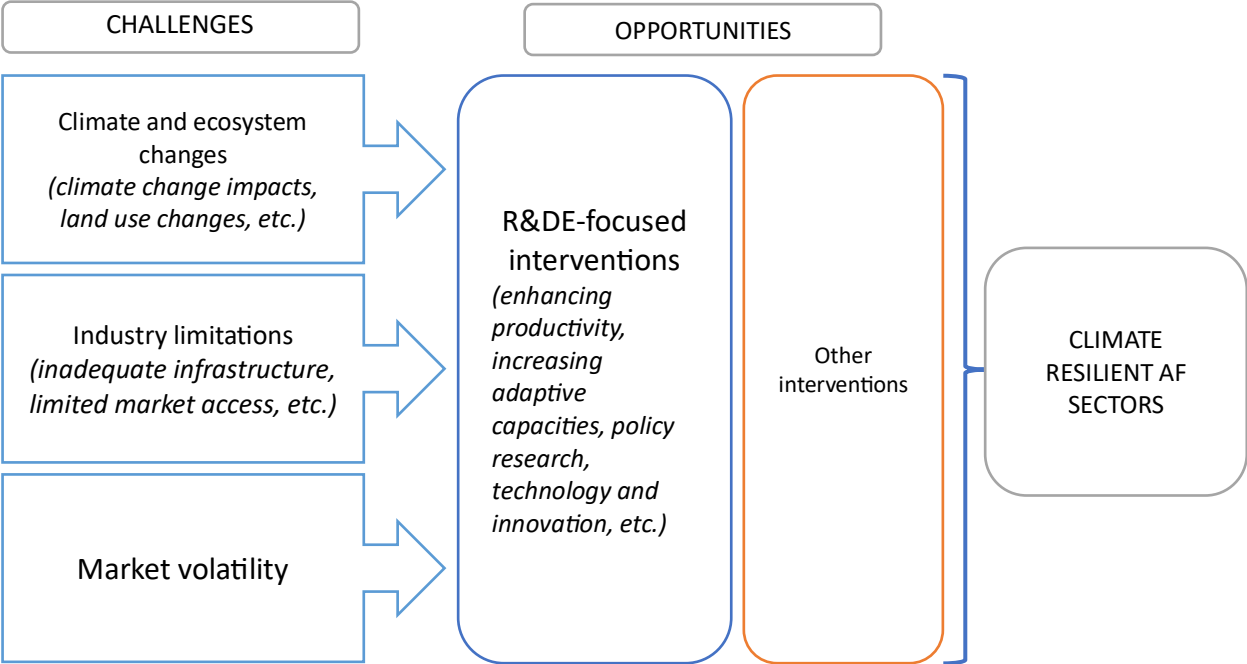 CHALLENGES
OPPORTUNITIES
Climate and ecosystem
changes
(climate change impacts,
land use changes, etc.)
Industry limitations
(inadequate infrastructure,
limited market access, etc.)
Market volatility
R&DE-focused
interventions
(enhancing
productivity,
increasing
adaptive
capacities, policy
research,
technology and
innovation, etc.)
Other
interventions
CLIMATE
RESILIENT AF
SECTORS